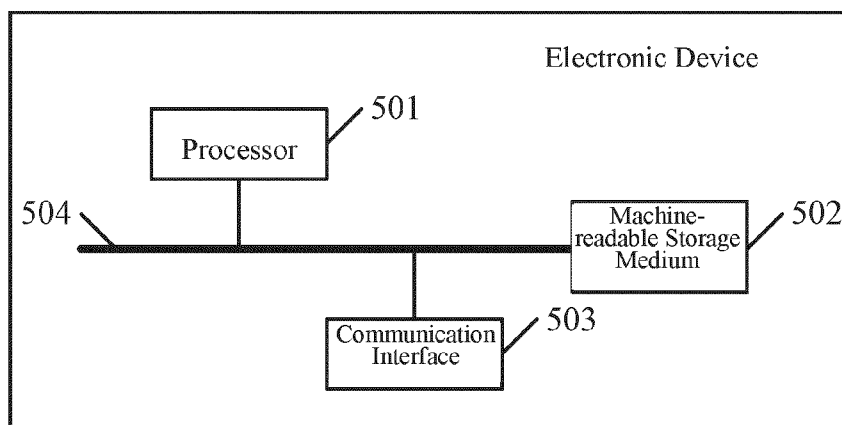 Electronic Device
501
Processor
504
Machine-
readable Storage
Medium
502
503
Communication
Interface